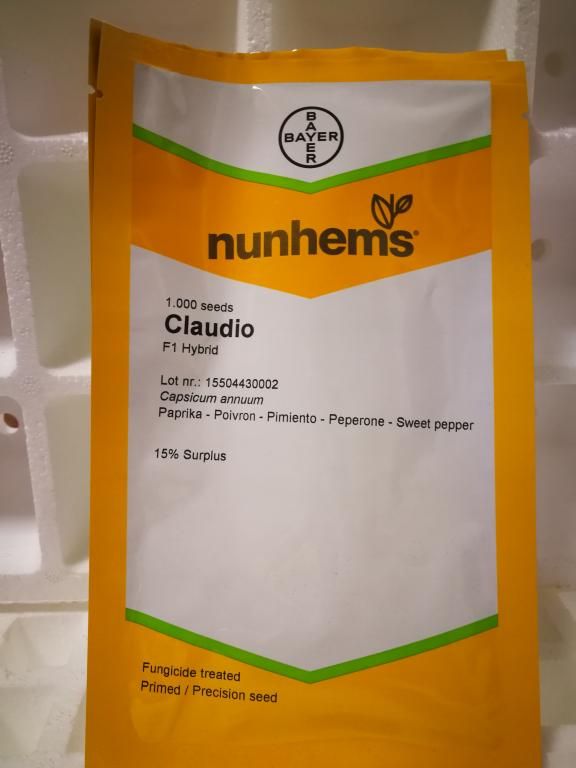 BAYER
BAYER
nunhems®
1.000 seeds
Claudio
F1 Hybrid
Lot nr.: 15504430002
Capsicum annuum
Paprika - Poivron - Pimiento - Peperone - Sweet pepper
15% Surplus
Fungicide treated
Primed / Precision seed